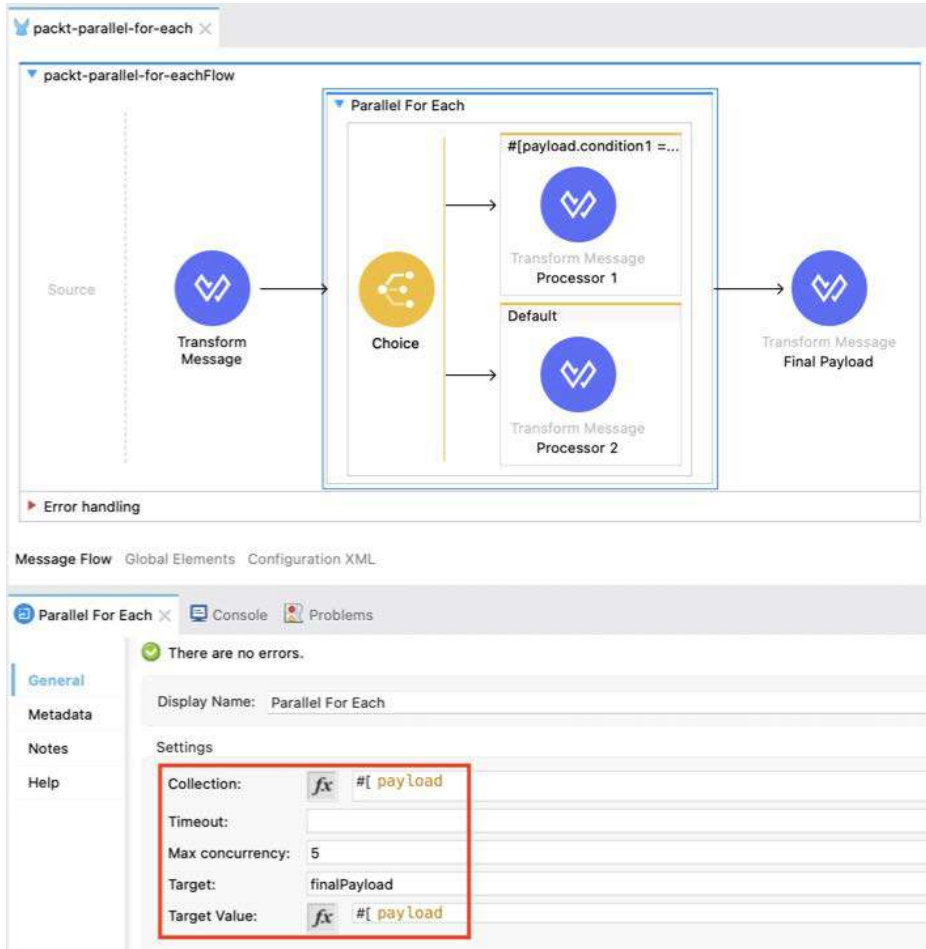 packt-parallel-for-each
packt-parallel-for-eachFlow
Parallel For Each
#[payload.condition1 =...
Transform Message
Processor 1
Source
Transform
Message
Choice
Default
Transform Message
Processor 2
Transform Message
Final Payload
Error handling
Message Flow Global Elements Configuration XML
Parallel For Each Console Problems
There are no errors.
General
Metadata
Notes
Help
Display Name: Parallel For Each
Settings
Collection: fx #[ payload
Timeout:
Max concurrency: 5
Target: finalPayload
Target Value: fx #[ payload